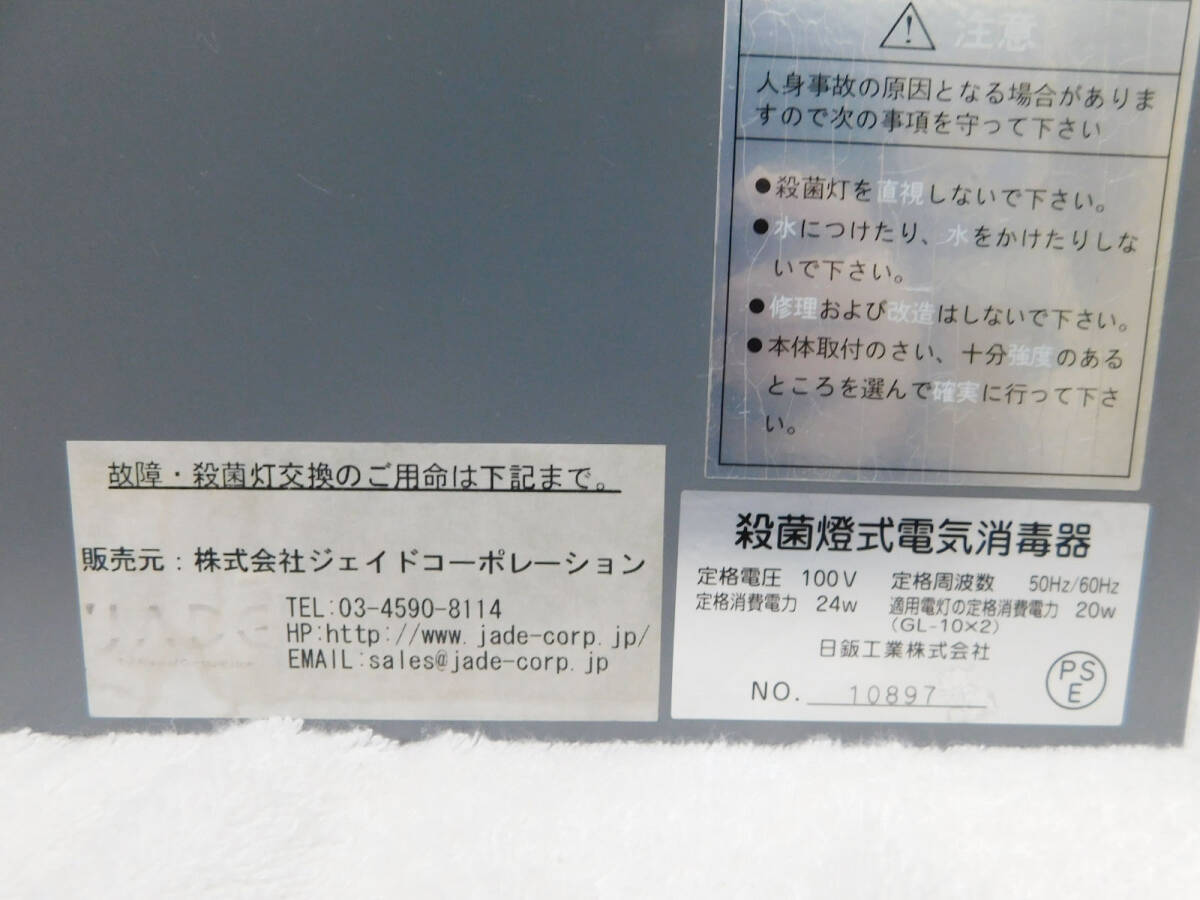 注意
人身事故の原因となる場合がありま
すので次の事項を守って下さい
●殺菌灯を直視しないで下さい。
●水につけたり、水をかけたりしな
いで下さい。
●修理および改造はしないで下さい。
●本体取付のさい、十分強度のある
ところを選んで確実に行って下さ
い。
故障・殺菌灯交換のご用命は下記まで。
販売元：株式会社ジェイドコーポレーション
TEL:03-4590-8114
HP:http://www.jade-corp.jp/
EMAIL:sales@jade-corp.jp
殺菌燈式電気消毒器
定格電圧 100V 定格周波数 50Hz/60Hz
定格消費電力 24w 適用電灯の定格消費電力 20w
(GL-10×2)
日鈑工業株式会社
NO. 10897
PS
E